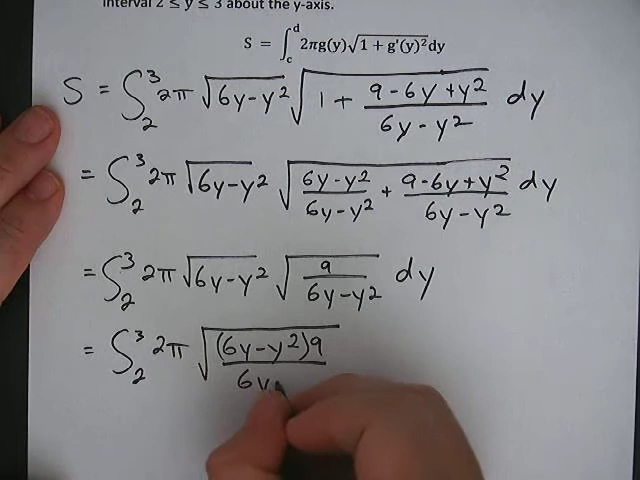 interval 2 ≤ y ≤ 3 about the y-axis.
S = ∫_c^d 2πg(y)√(1 + g'(y)²)dy
S = ∫_2^3 2π √(6y-y²) √(1 + (9-6y+y²)/(6y-y²)) dy
= ∫_2^3 2π √(6y-y²) √((6y-y²)/(6y-y²) + (9-6y+y²)/(6y-y²)) dy
= ∫_2^3 2π √(6y-y²) √(9/(6y-y²)) dy
= ∫_2^3 2π √((6y-y²)9/6y